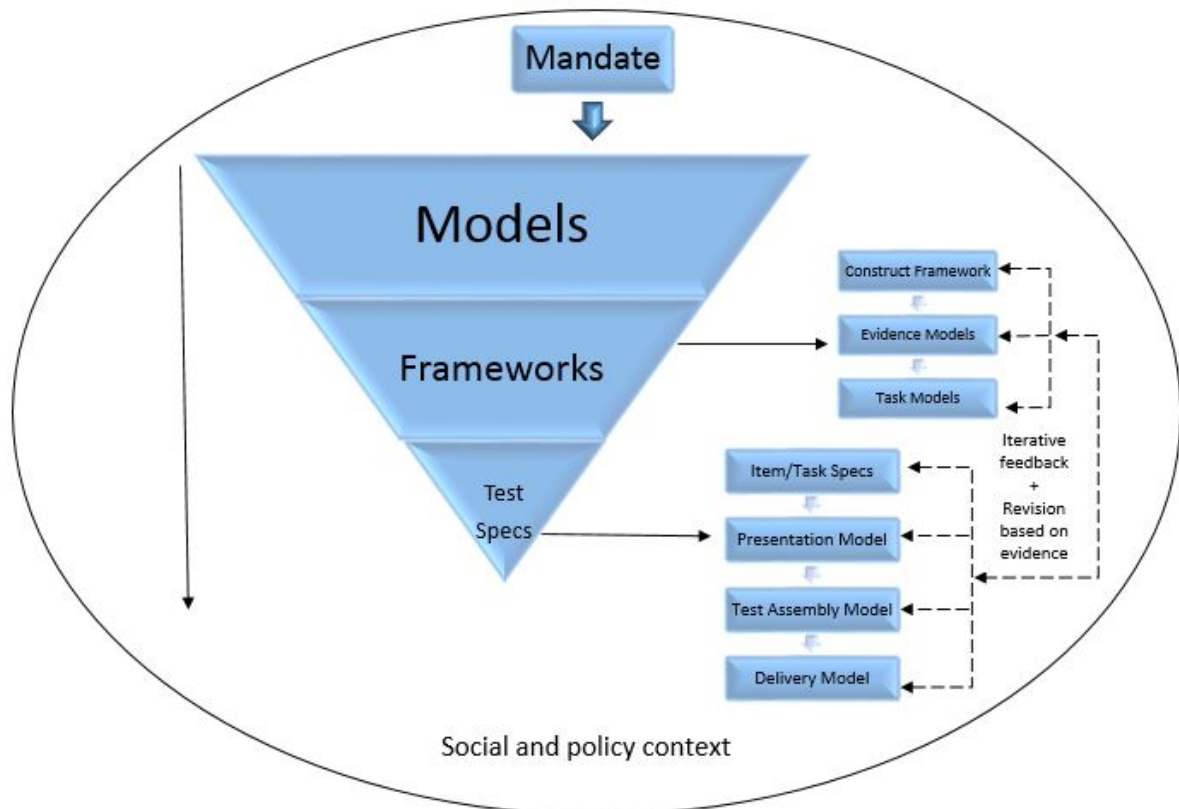 Mandate
Models
Frameworks
Test
Specs
Construct Framework
Evidence Models
Task Models
Iterative
feedback
+
Revision
based on
evidence
Item/Task Specs
Presentation Model
Test Assembly Model
Delivery Model
Social and policy context